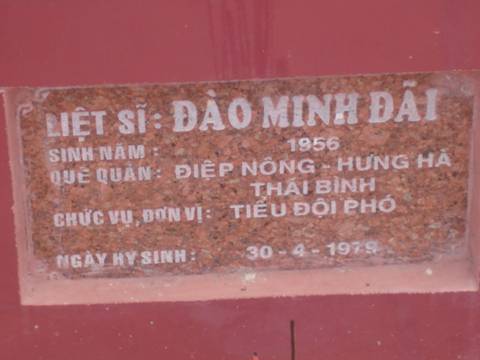 LIỆT SĨ: ĐÀO MINH ĐÃI
SINH NĂM: 1956
QUÊ QUÁN: ĐIỆP NÔNG - HƯNG HÀ
THÁI BÌNH
CHỨC VỤ, ĐƠN VỊ: TIỂU ĐỘI PHÓ
NGÀY HY SINH: 30-4-1979